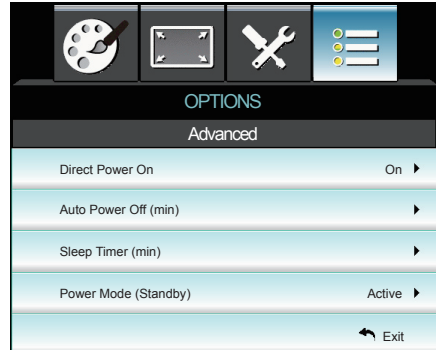 OPTIONS
Advanced
Direct Power On On
Auto Power Off (min)
Sleep Timer (min)
Power Mode (Standby) Active
Exit